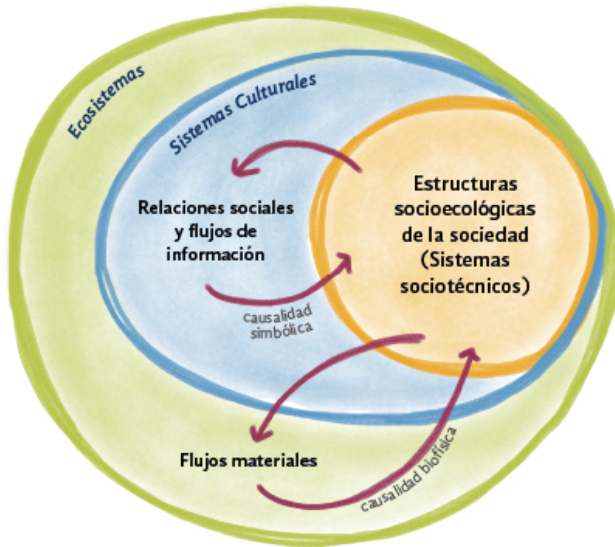 Ecosistemas
Sistemas Culturales
Relaciones sociales
y flujos de
información
Estructuras
socioecológicas
de la sociedad
(Sistemas
sociotécnicos)
causalidad
simbólica
Flujos materiales
causalidad biofísica